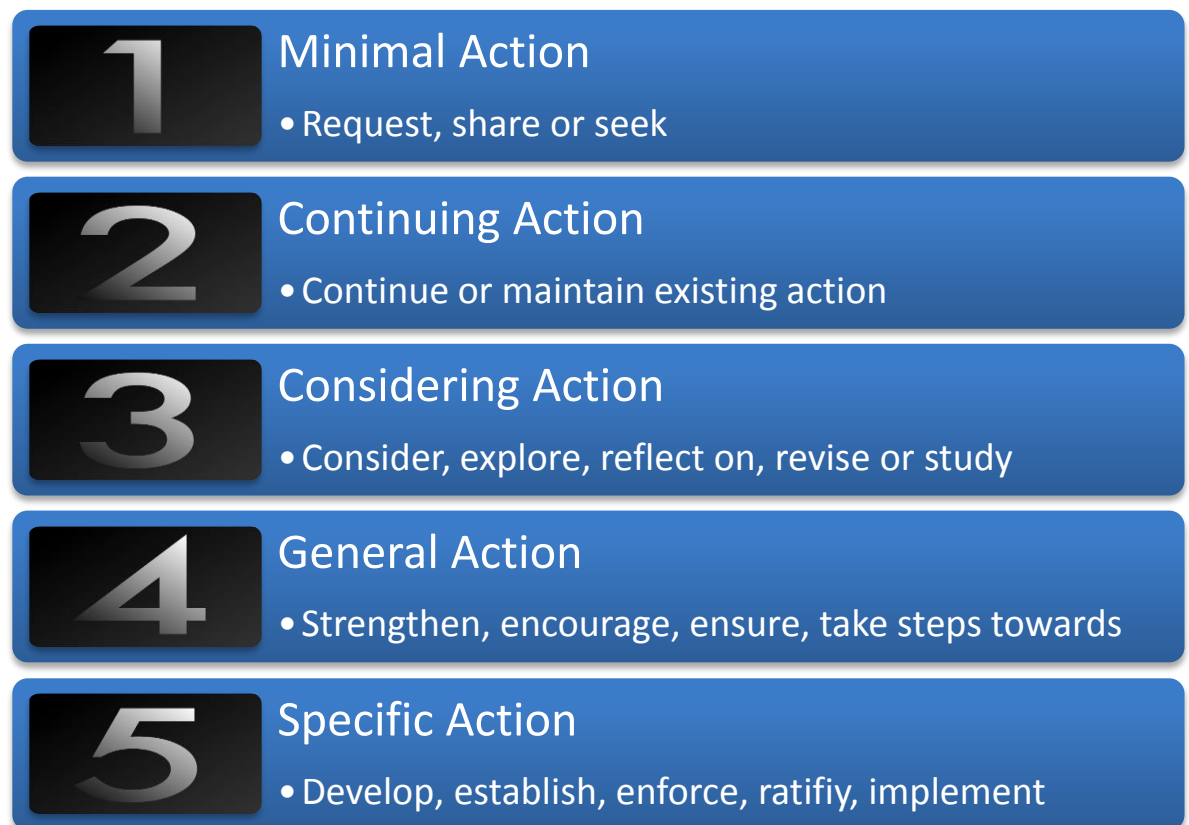 1
Minimal Action
• Request, share or seek
2
Continuing Action
• Continue or maintain existing action
3
Considering Action
• Consider, explore, reflect on, revise or study
4
General Action
• Strengthen, encourage, ensure, take steps towards
5
Specific Action
• Develop, establish, enforce, ratifiy, implement